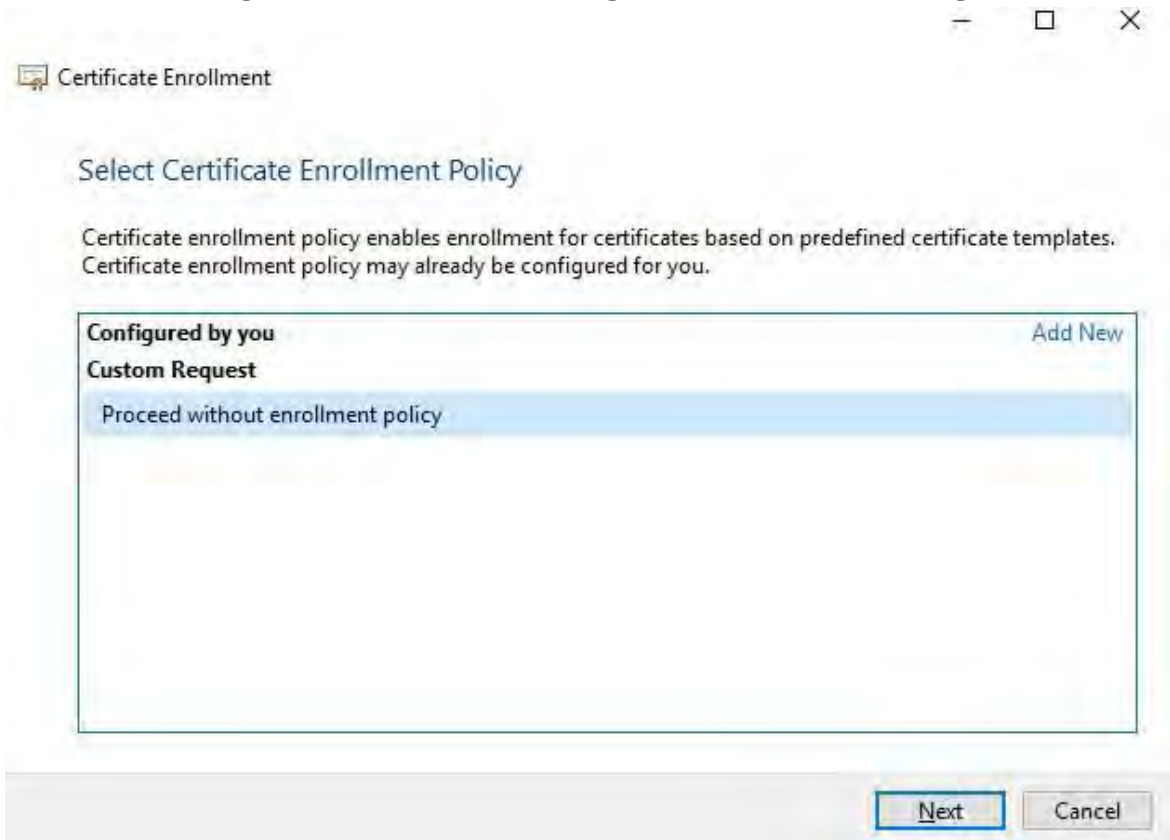 Certificate Enrollment
Select Certificate Enrollment Policy
Certificate enrollment policy enables enrollment for certificates based on predefined certificate templates.
Certificate enrollment policy may already be configured for you.
Configured by you Add New
Custom Request
Proceed without enrollment policy
Next Cancel